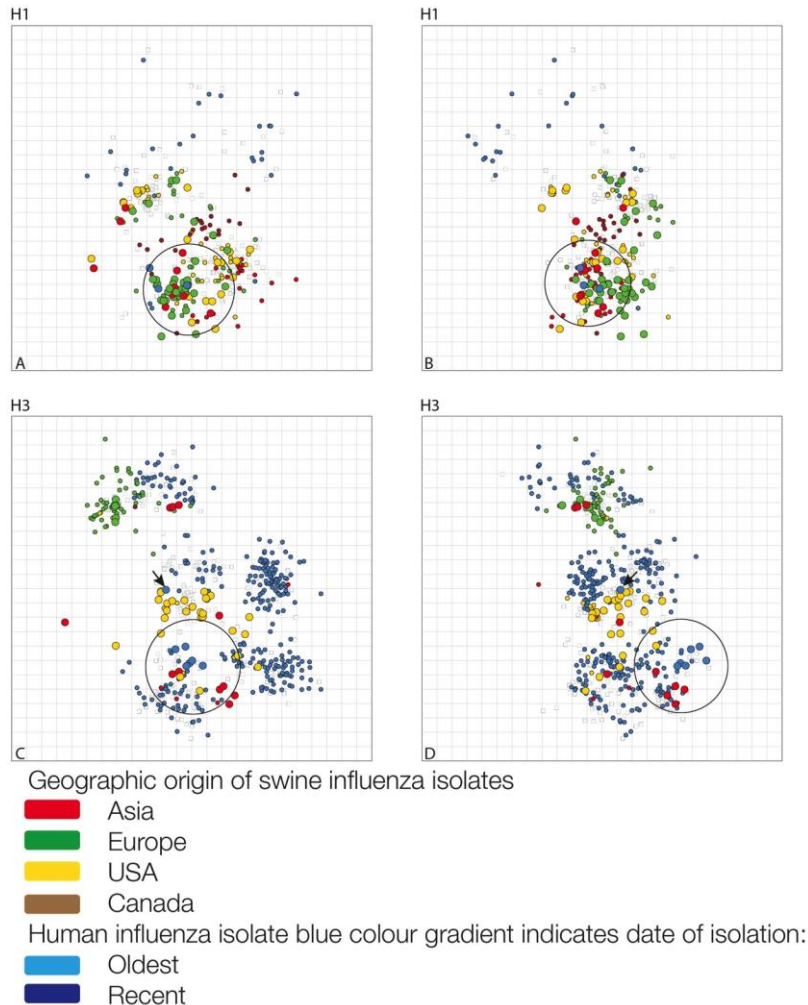 H1
H1
A
B
H3
H3
C
D
Geographic origin of swine influenza isolates
Asia
Europe
USA
Canada
Human influenza isolate blue colour gradient indicates date of isolation:
Oldest
Recent